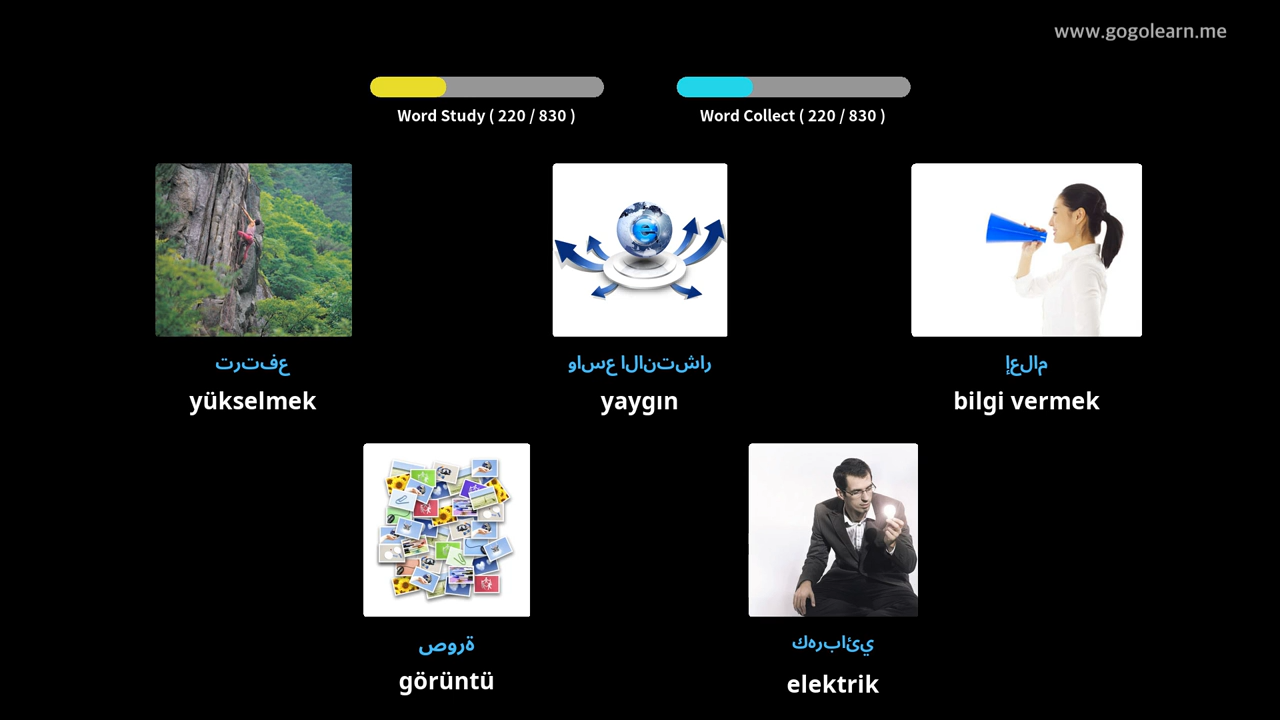 www.gogolearn.me
Word Study ( 220 / 830 )
Word Collect ( 220 / 830 )
ترتفع
yükselmek
واسع الانتشار
yaygın
إعلام
bilgi vermek
صورة
görüntü
كهربائي
elektrik